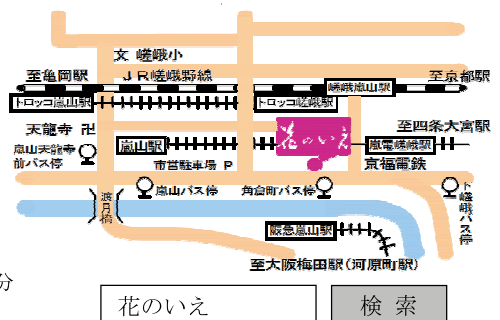 文 嵯峨小
至亀岡駅
JR嵯峨野線
至京都駅
嵯峨嵐山駅
トロッコ嵐山駅
トロッコ嵯峨駅
天龍寺 卍
花のいえ
至四条大宮駅
嵐山駅
嵐電嵯峨駅
嵐山天龍寺
前バス停
市営駐車場 P
京福電鉄
嵐山バス停
角倉町バス停
下嵯峨バス停
渡月橋
阪急嵐山駅
至大阪梅田駅(河原町駅)
分
花のいえ
検 索